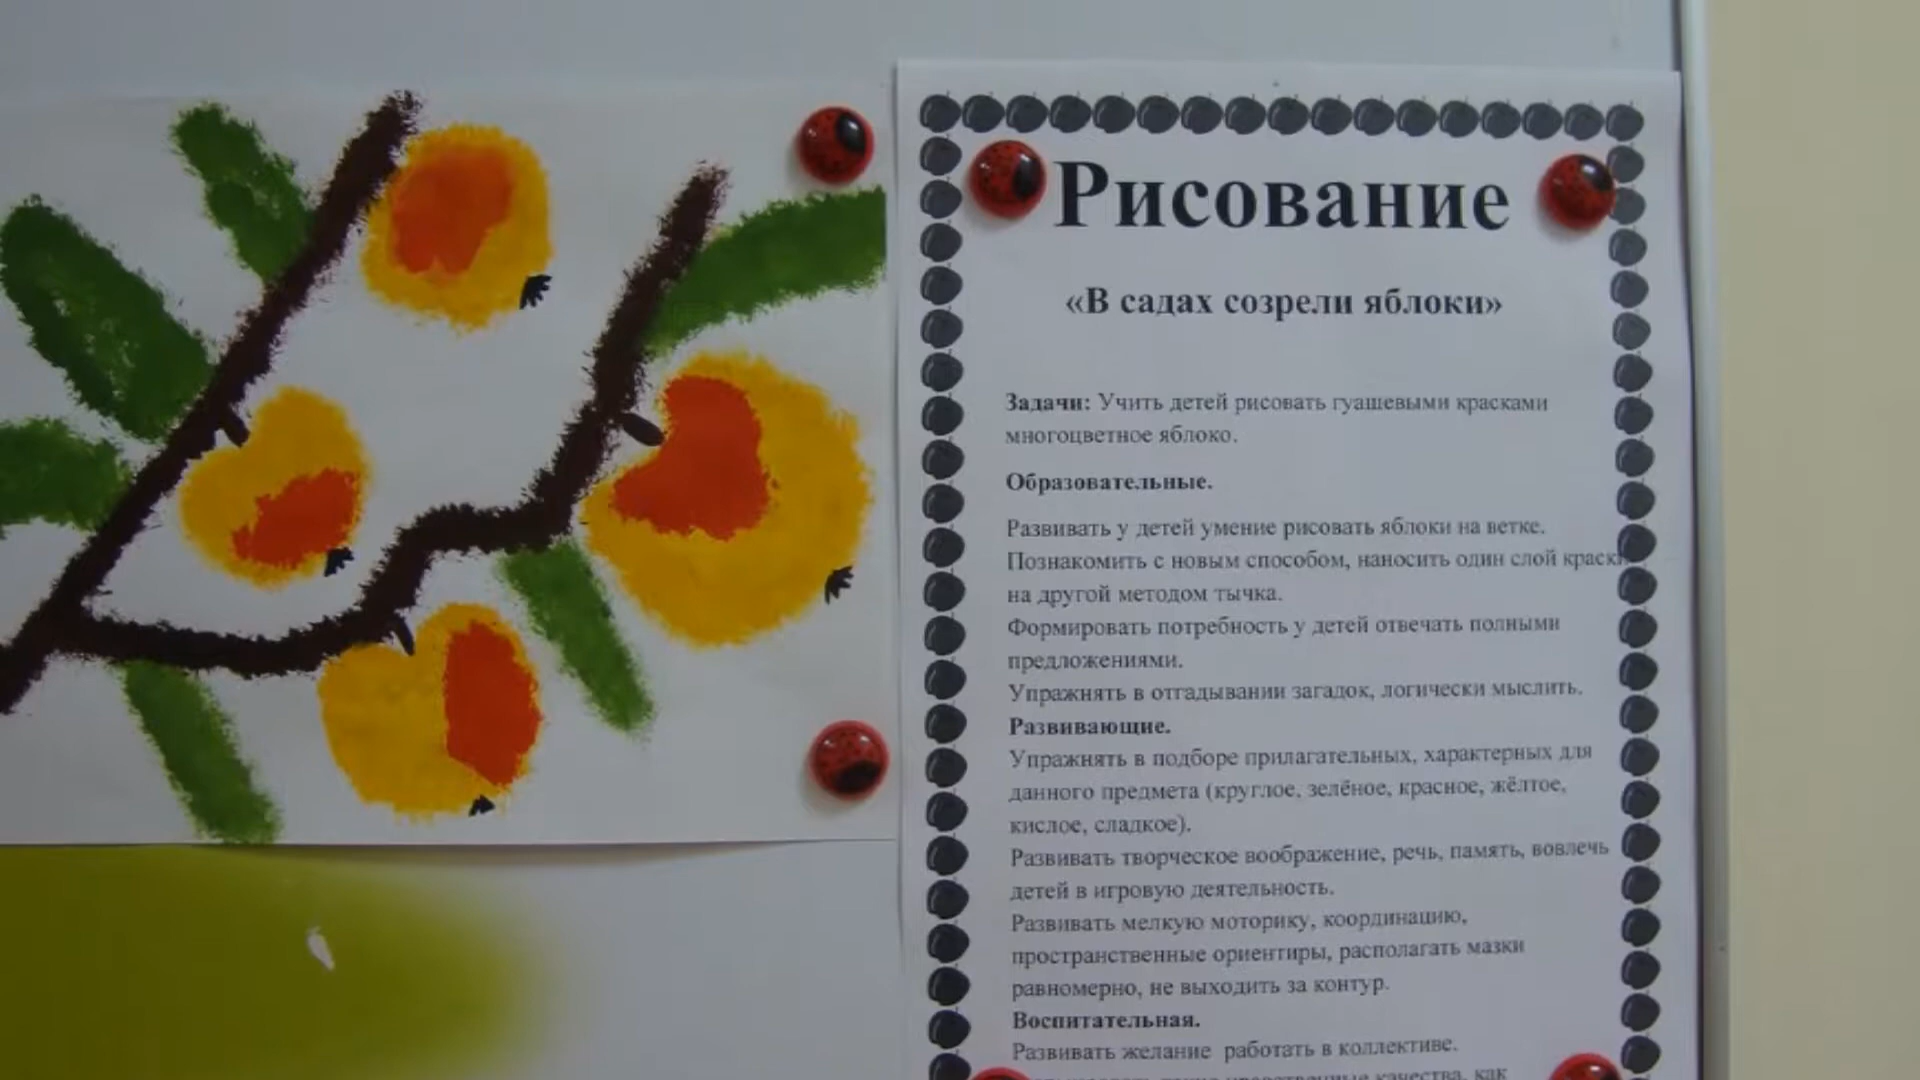 Рисование
«В садах созрели яблоки»
Задачи: Учить детей рисовать гуашевыми красками
многоцветное яблоко.
Образовательные.
Развивать у детей умение рисовать яблоки на ветке.
Познакомить с новым способом, наносить один слой краски
на другой методом тычка.
Формировать потребность у детей отвечать полными
предложениями.
Упражнять в отгадывании загадок, логически мыслить.
Развивающие.
Упражнять в подборе прилагательных, характерных для
данного предмета (круглое, зелёное, красное, жёлтое,
кислое, сладкое).
Развивать творческое воображение, речь, память, вовлечь
детей в игровую деятельность.
Развивать мелкую моторику, координацию,
пространственные ориентиры, располагать мазки
равномерно, не выходить за контур.
Воспитательная.
Развивать желание работать в коллективе.
качества, как